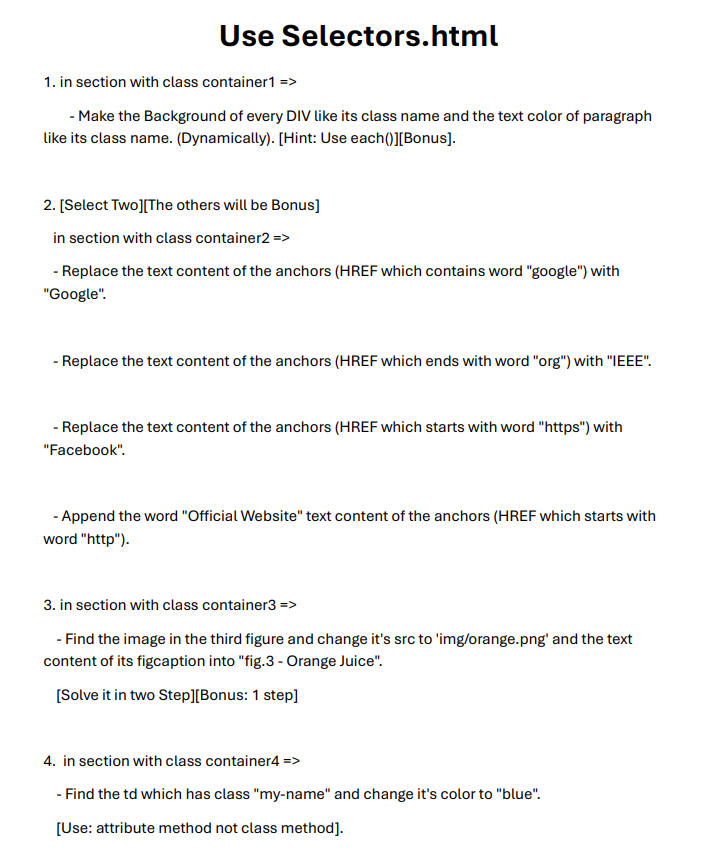 Use Selectors.html
1. in section with class container1 =>
- Make the Background of every DIV like its class name and the text color of paragraph
like its class name. (Dynamically). [Hint: Use each()][Bonus].
2. [Select Two][The others will be Bonus]
in section with class container2 =>
- Replace the text content of the anchors (HREF which contains word "google") with
"Google".
- Replace the text content of the anchors (HREF which ends with word "org") with "IEEE".
- Replace the text content of the anchors (HREF which starts with word "https") with
"Facebook".
- Append the word "Official Website" text content of the anchors (HREF which starts with
word "http").
3. in section with class container3 =>
- Find the image in the third figure and change it's src to 'img/orange.png' and the text
content of its figcaption into "fig.3 - Orange Juice".
[Solve it in two Step][Bonus: 1 step]
4. in section with class container4 =>
- Find the td which has class "my-name" and change it's color to "blue".
[Use: attribute method not class method].